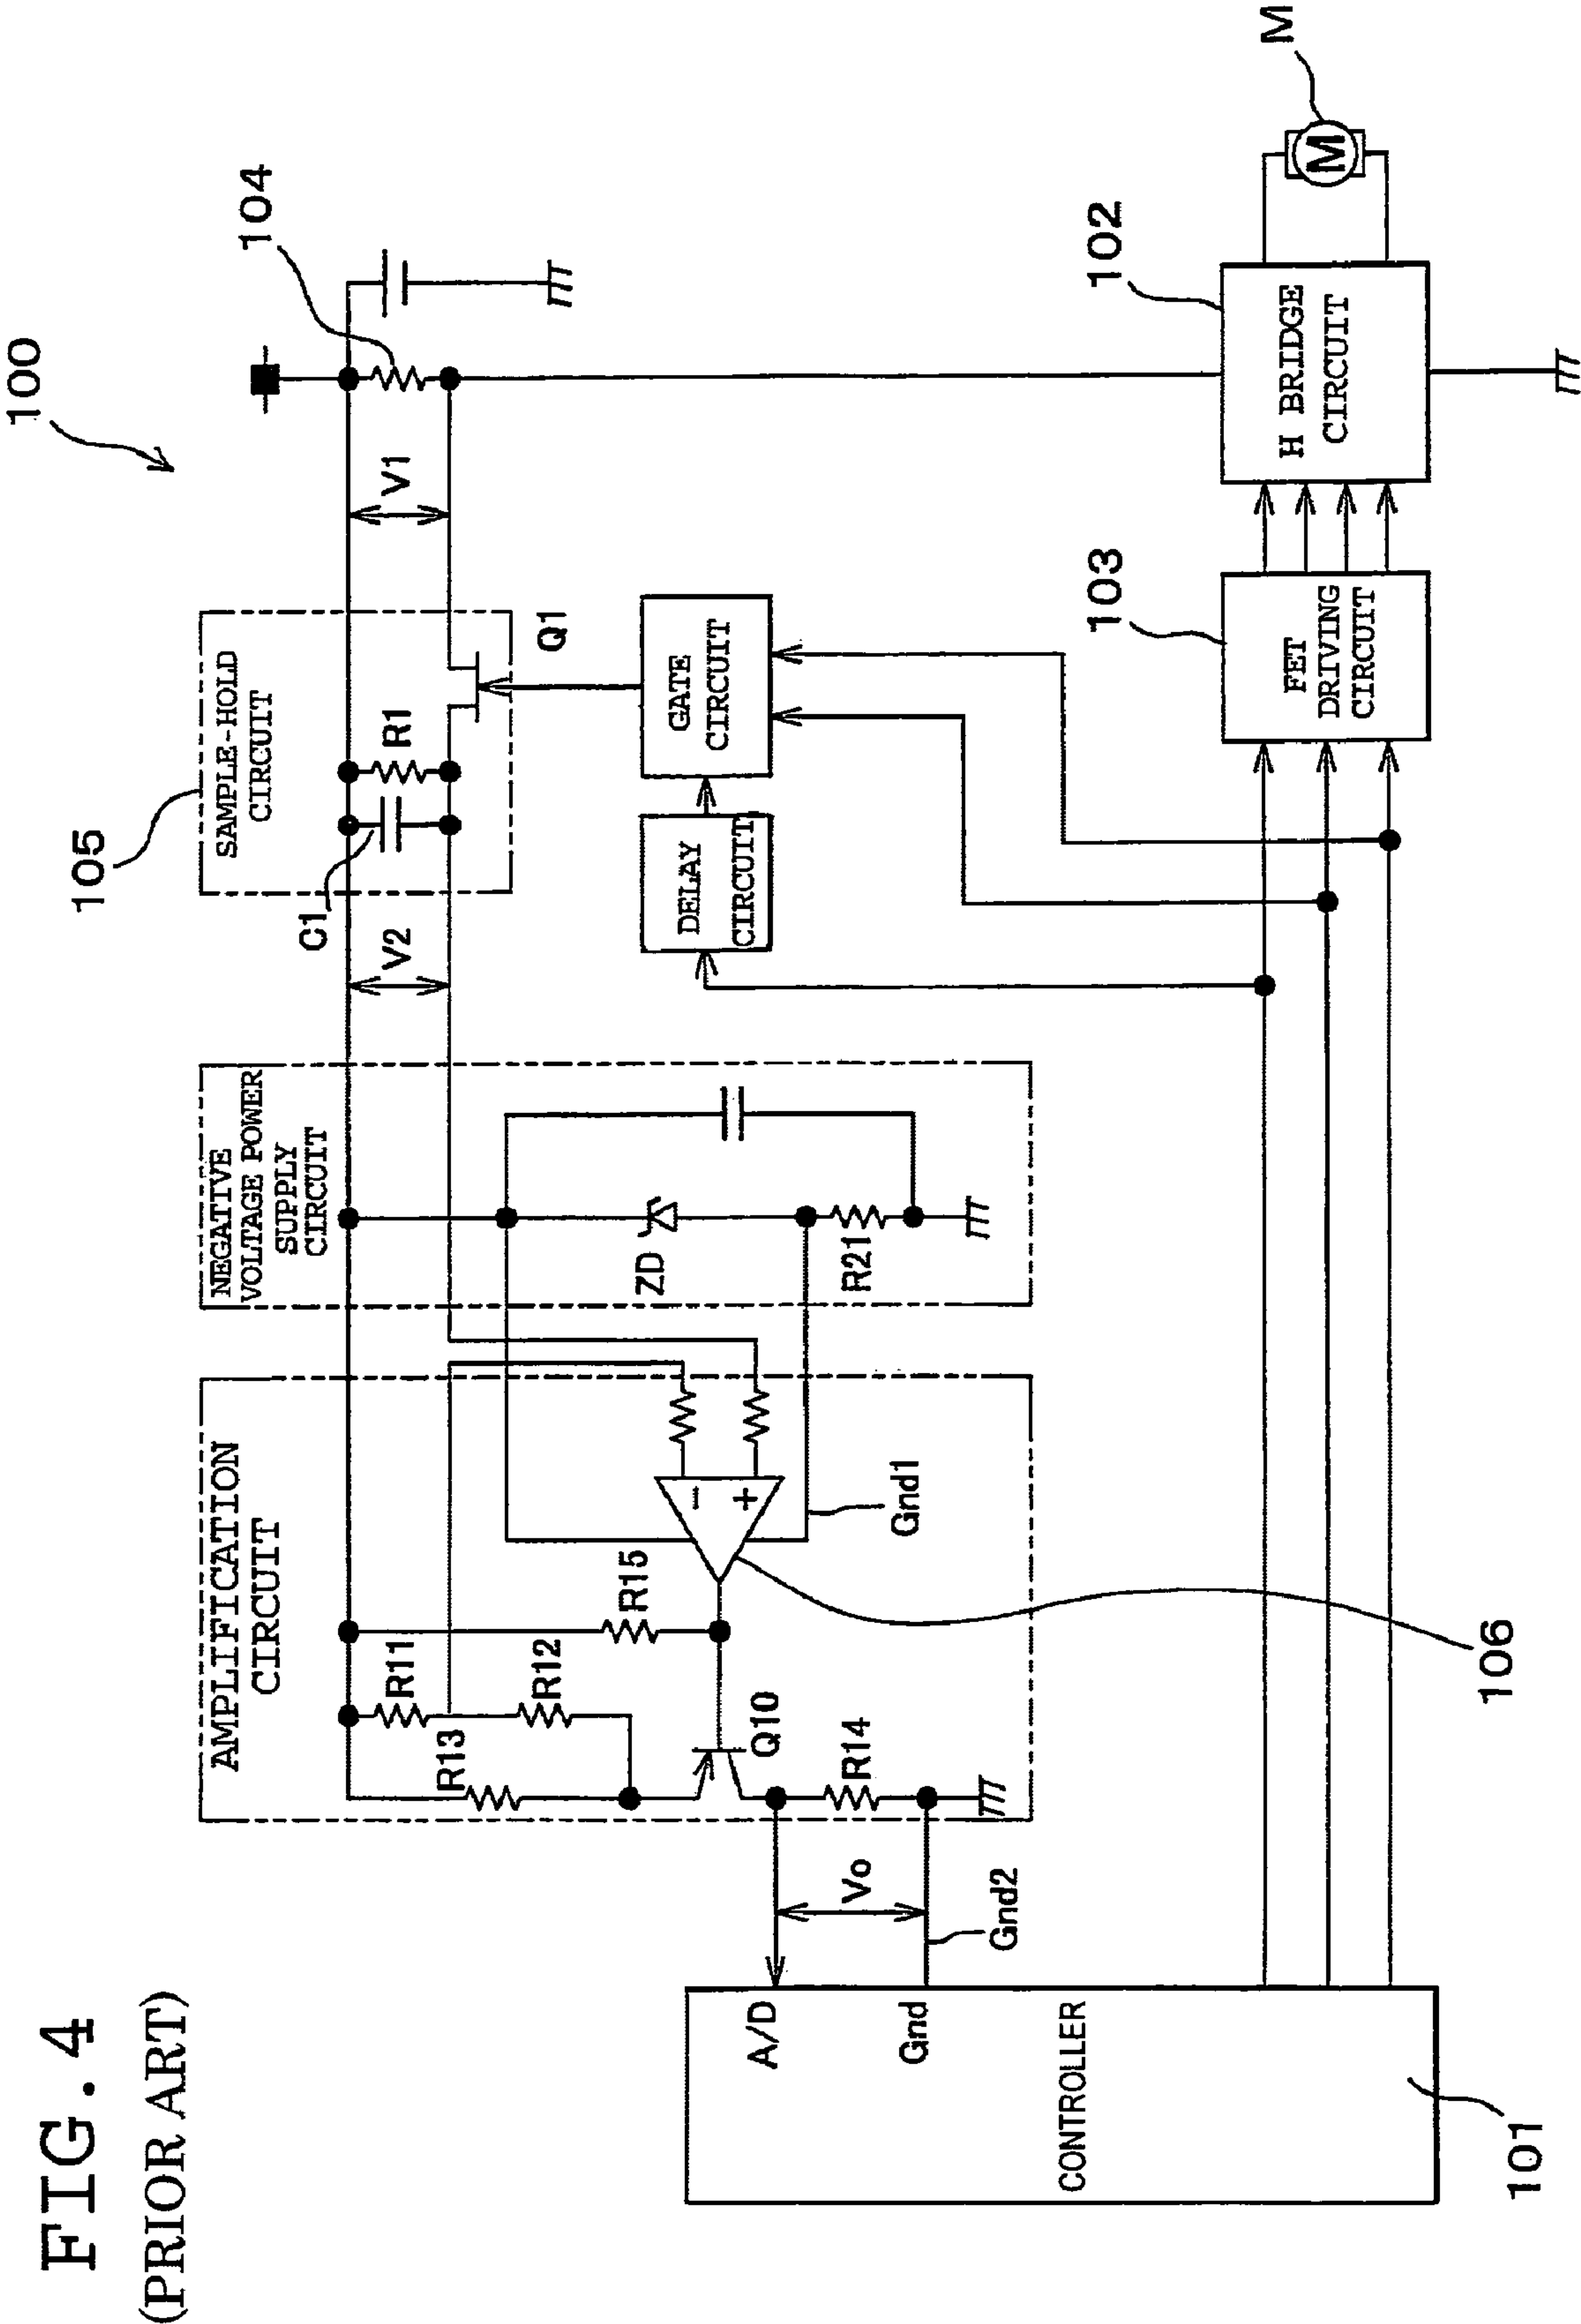 FIG. 4
(PRIOR ART)
100
AMPLIFICATION
CIRCUIT
NEGATIVE
VOLTAGE POWER
SUPPLY
CIRCUIT
105
SAMPLE-HOLD
CIRCUIT
104
R13
R11
R12
R15
V2
C1
R1
V1
Q1
ZD
R21
Q10
R14
106
Gnd1
DELAY
CIRCUIT
GATE
CIRCUIT
Vo
Gnd2
A/D
Gnd
CONTROLLER
101
103
FET
DRIVING
CIRCUIT
102
H BRIDGE
CIRCUIT
M
M